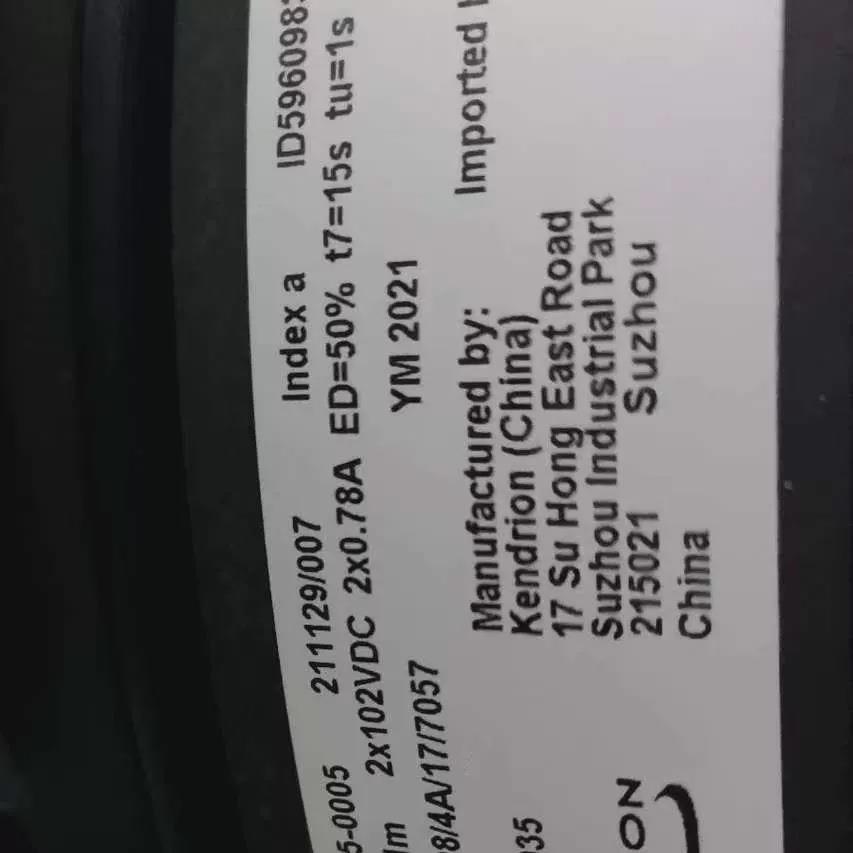 5-0005 211129/007 Index a ID596098
lm 2x102VDC 2x0.78A ED=50% t7=15s tu=1s
8/4A/17/7057 YM 2021
Manufactured by: Imported
Kendrion (China)
17 Su Hong East Road
035 Suzhou Industrial Park
215021 Suzhou
ON China